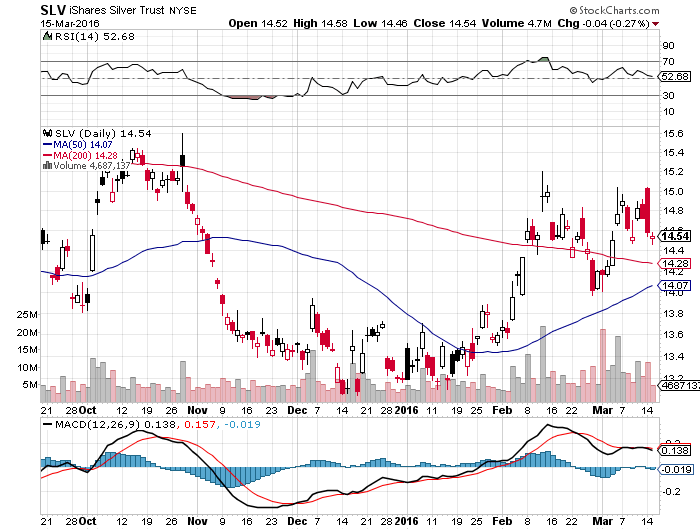 SLV iShares Silver Trust NYSE © StockCharts.com
15-Mar-2016 Open 14.52 High 14.58 Low 14.46 Close 14.54 Volume 4.7M Chg -0.04 (-0.27%)
RSI(14) 52.68
90
70
52.68
30
10
SLV (Daily) 14.54
MA(50) 14.07
MA(200) 14.28
Volume 4,687,137
15.6
15.4
15.2
15.0
14.8
14.54
14.4
14.28
14.07
14.0
13.8
13.6
13.4
13.2
25M
20M
15M
10M
5M
4687137
21 28 Oct 12 19 26 Nov 9 16 23 Dec 7 14 21 28 2016 11 19 25 Feb 8 16 22 Mar 7 14
MACD(12,26,9) 0.138, 0.157, -0.019
0.2
0.138
-0.019
-0.2
21 28 Oct 12 19 26 Nov 9 16 23 Dec 7 14 21 28 2016 11 19 25 Feb 8 16 22 Mar 7 14